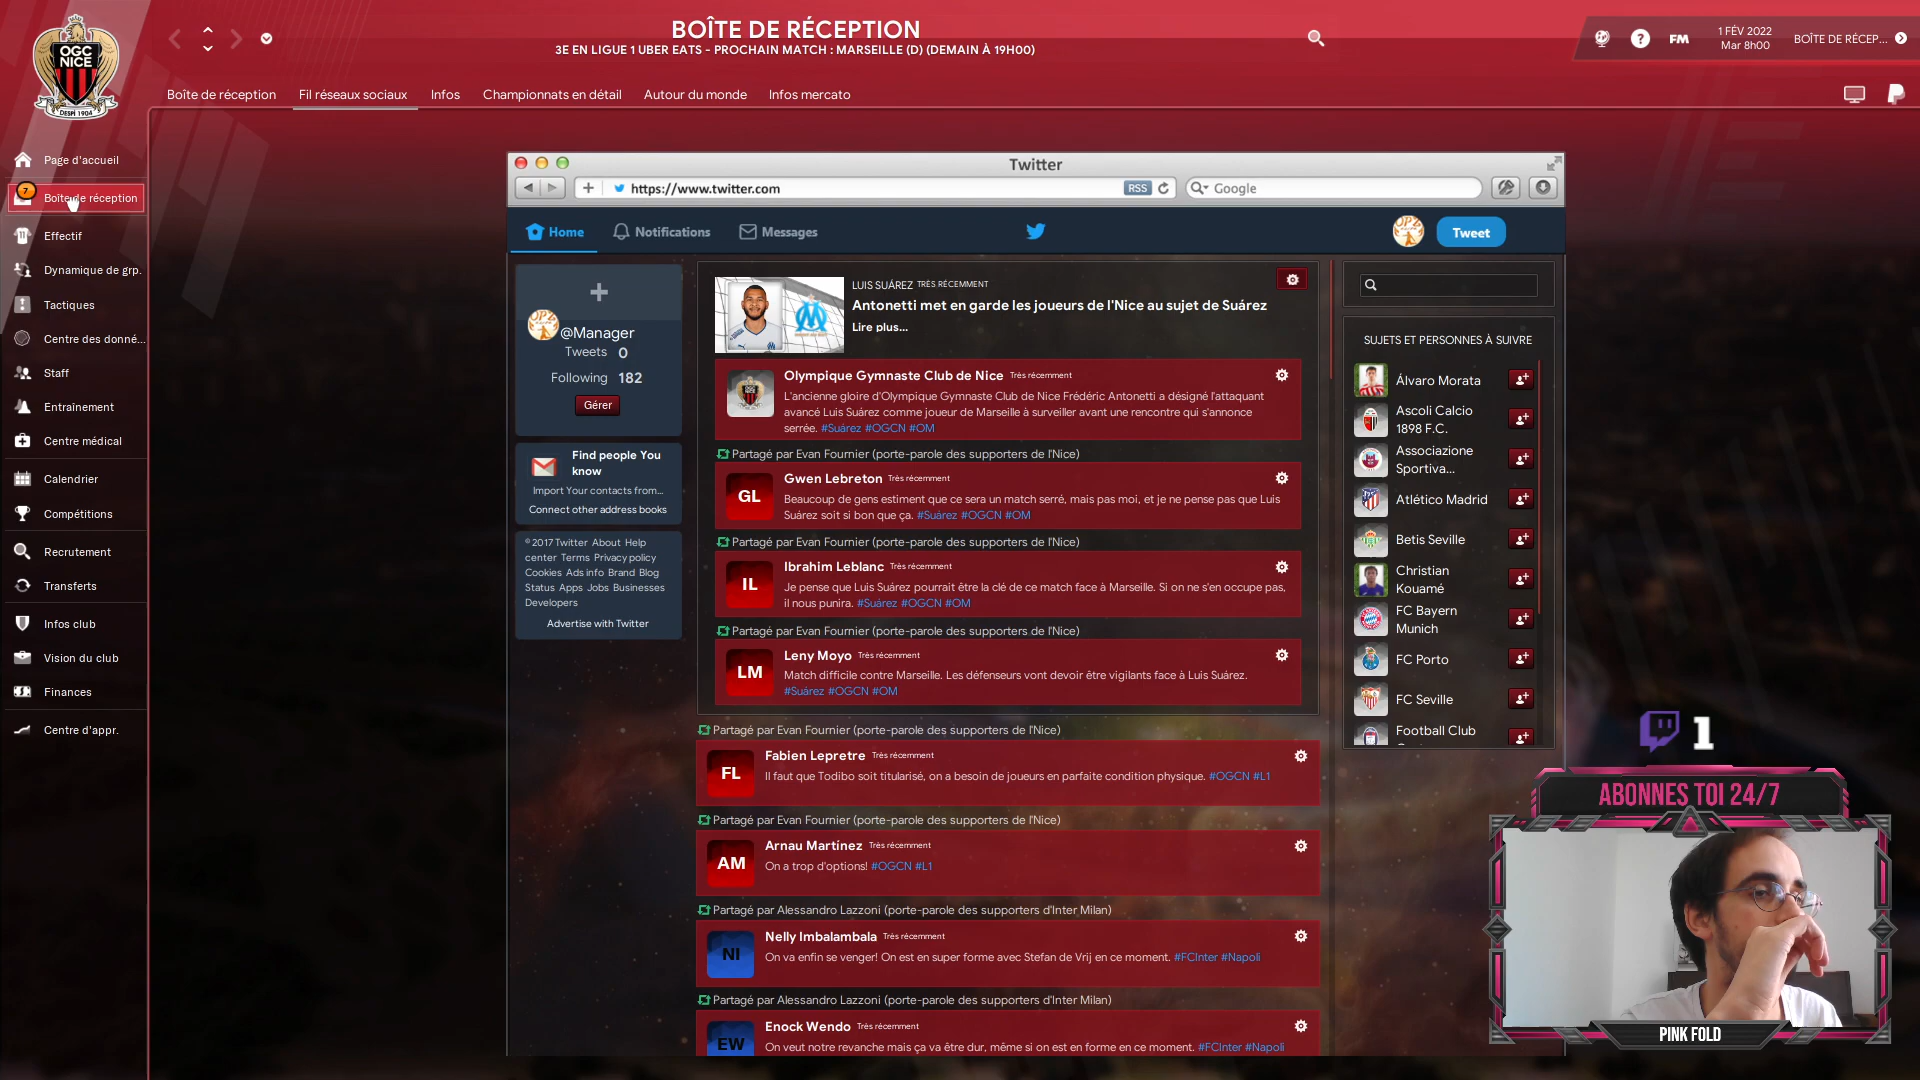 BOÎTE DE RÉCEPTION
3E EN LIGUE 1 UBER EATS - PROCHAIN MATCH : MARSEILLE (D) (DEMAIN À 19H00)
FM
1 FÉV 2022
Mar 8h00
BOÎTE DE RÉCEP...
OGC
NICE
DESPÍ 1904
Boîte de réception
Fil réseaux sociaux
Infos
Championnats en détail
Autour du monde
Infos mercato
Page d'accueil
7
Boîte de réception
Effectif
Dynamique de grp.
Tactiques
Centre des donné...
Staff
Entraînement
Centre médical
Calendrier
Compétitions
Recrutement
Transferts
Infos club
Vision du club
Finances
Centre d'appr.
Twitter
https://www.twitter.com
RSS
Google
Home
Notifications
Messages
Tweet
@Manager
Tweets 0
Following 182
Gérer
Find people You
know
Import Your contacts from...
Connect other address books
© 2017 Twitter About Help
center Terms Privacy policy
Cookies Ads info Brand Blog
Status Apps Jobs Businesses
Developers
Advertise with Twitter
LUIS SUÁREZ TRÈS RÉCEMMENT
Antonetti met en garde les joueurs de l'Nice au sujet de Suárez
Lire plus...
Olympique Gymnaste Club de Nice Très récemment
L'ancienne gloire d'Olympique Gymnaste Club de Nice Frédéric Antonetti a désigné l'attaquant
avancé Luis Suárez comme joueur de Marseille à surveiller avant une rencontre qui s'annonce
serrée. #Suárez #OGCN #OM
Partagé par Evan Fournier (porte-parole des supporters de l'Nice)
GL
Gwen Lebreton Très récemment
Beaucoup de gens estiment que ce sera un match serré, mais pas moi, et je ne pense pas que Luis
Suárez soit si bon que ça. #Suárez #OGCN #OM
Partagé par Evan Fournier (porte-parole des supporters de l'Nice)
IL
Ibrahim Leblanc Très récemment
Je pense que Luis Suárez pourrait être la clé de ce match face à Marseille. Si on ne s'en occupe pas,
il nous punira. #Suárez #OGCN #OM
Partagé par Evan Fournier (porte-parole des supporters de l'Nice)
LM
Leny Moyo Très récemment
Match difficile contre Marseille. Les défenseurs vont devoir être vigilants face à Luis Suárez.
#Suárez #OGCN #OM
Partagé par Evan Fournier (porte-parole des supporters de l'Nice)
FL
Fabien Lepretre Très récemment
Il faut que Todibo soit titularisé, on a besoin de joueurs en parfaite condition physique. #OGCN #L1
Partagé par Evan Fournier (porte-parole des supporters de l'Nice)
AM
Arnau Martínez Très récemment
On a trop d'options! #OGCN #L1
Partagé par Alessandro Lazzoni (porte-parole des supporters d'Inter Milan)
NI
Nelly Imbalambala Très récemment
On va enfin se venger! On est en super forme avec Stefan de Vrij en ce moment. #FCInter #Napoli
Partagé par Alessandro Lazzoni (porte-parole des supporters d'Inter Milan)
EW
Enock Wendo Très récemment
On veut notre revanche mais ça va être dur, même si on est en forme en ce moment. #FCInter #Napoli
SUJETS ET PERSONNES À SUIVRE
Álvaro Morata
Ascoli Calcio
1898 F.C.
Associazione
Sportiva...
Atlético Madrid
Betis Seville
Christian
Kouamé
FC Bayern
Munich
FC Porto
FC Seville
Football Club
1
ABONNES TOI 24/7
PINK FOLD